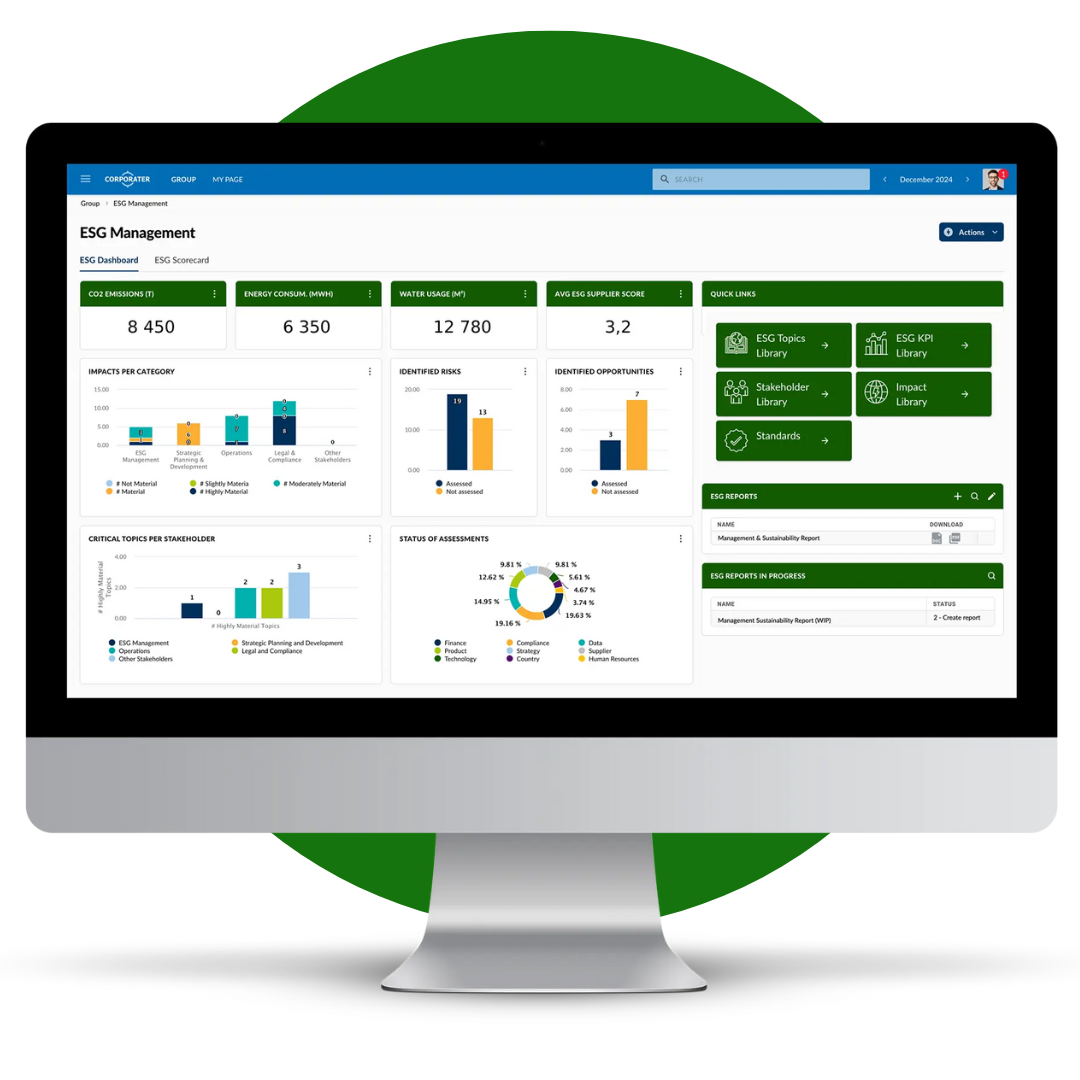 CORPORATER
GROUP
MY PAGE
SEARCH
December 2024
1
Group
ESG Management
ESG Management
Actions
ESG Dashboard
ESG Scorecard
CO2 EMISSIONS (T)
8 450
ENERGY CONSUM. (MWH)
6 350
WATER USAGE (M³)
12 780
AVG ESG SUPPLIER SCORE
3,2
IMPACTS PER CATEGORY
15.00
10.00
5.00
0.00
8
0
ESG
Management
Strategic
Planning &
Development
Operations
Legal &
Compliance
Other
Stakeholders
# Not Material
# Slightly Materia
# Moderately Material
# Material
# Highly Material
IDENTIFIED RISKS
20.00
0.00
19
13
Assessed
Not assessed
IDENTIFIED OPPORTUNITIES
8.00
6.00
4.00
2.00
0.00
3
7
Assessed
Not assessed
QUICK LINKS
ESG Topics
Library
ESG KPI
Library
Stakeholder
Library
Impact
Library
Standards
ESG REPORTS
NAME
DOWNLOAD
Management & Sustainability Report
ESG REPORTS IN PROGRESS
NAME
STATUS
Management Sustainability Report (WIP)
2 - Create report
CRITICAL TOPICS PER STAKEHOLDER
# Highly Material
Topics
4.00
2.00
0.00
1
0
2
2
3
# Highly Material Topics
ESG Management
Strategic Planning and Development
Operations
Legal and Compliance
Other Stakeholders
STATUS OF ASSESSMENTS
9.81 %
9.81 %
12.62 %
5.61 %
4.67 %
14.95 %
3.74 %
19.63 %
19.16 %
Finance
Compliance
Data
Product
Strategy
Supplier
Technology
Country
Human Resources